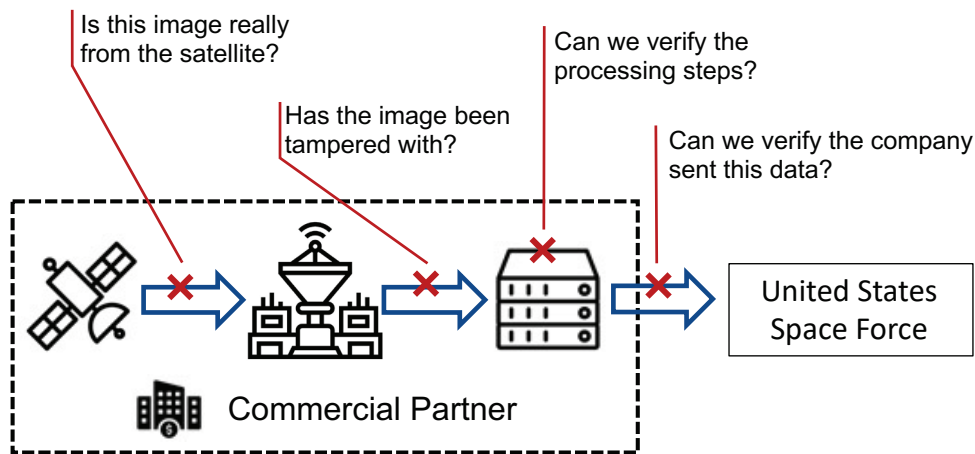 Is this image really
from the satellite?
Can we verify the
processing steps?
Has the image been
tampered with?
Can we verify the company
sent this data?
United States
Space Force
Commercial Partner
$